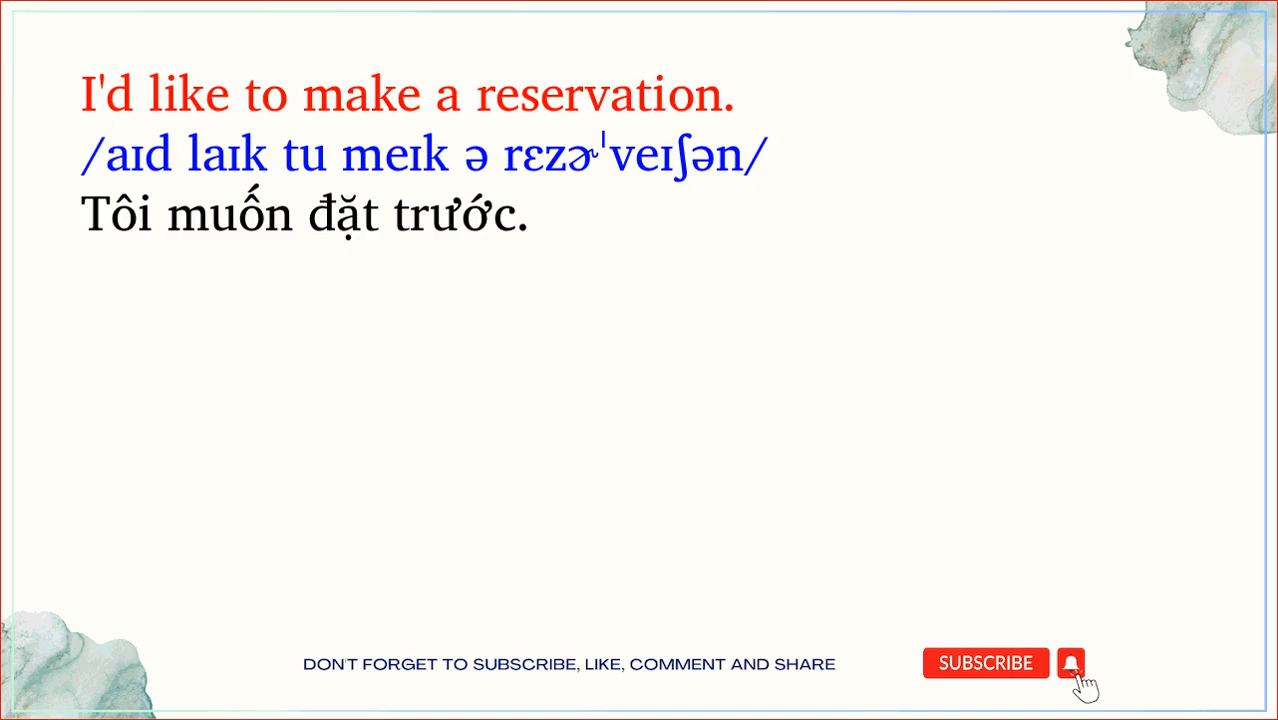 I'd like to make a reservation.
/aɪd laɪk tu meɪk ə rɛzɚˈveɪʃən/
Tôi muốn đặt trước.
DON'T FORGET TO SUBSCRIBE, LIKE, COMMENT AND SHARE
SUBSCRIBE